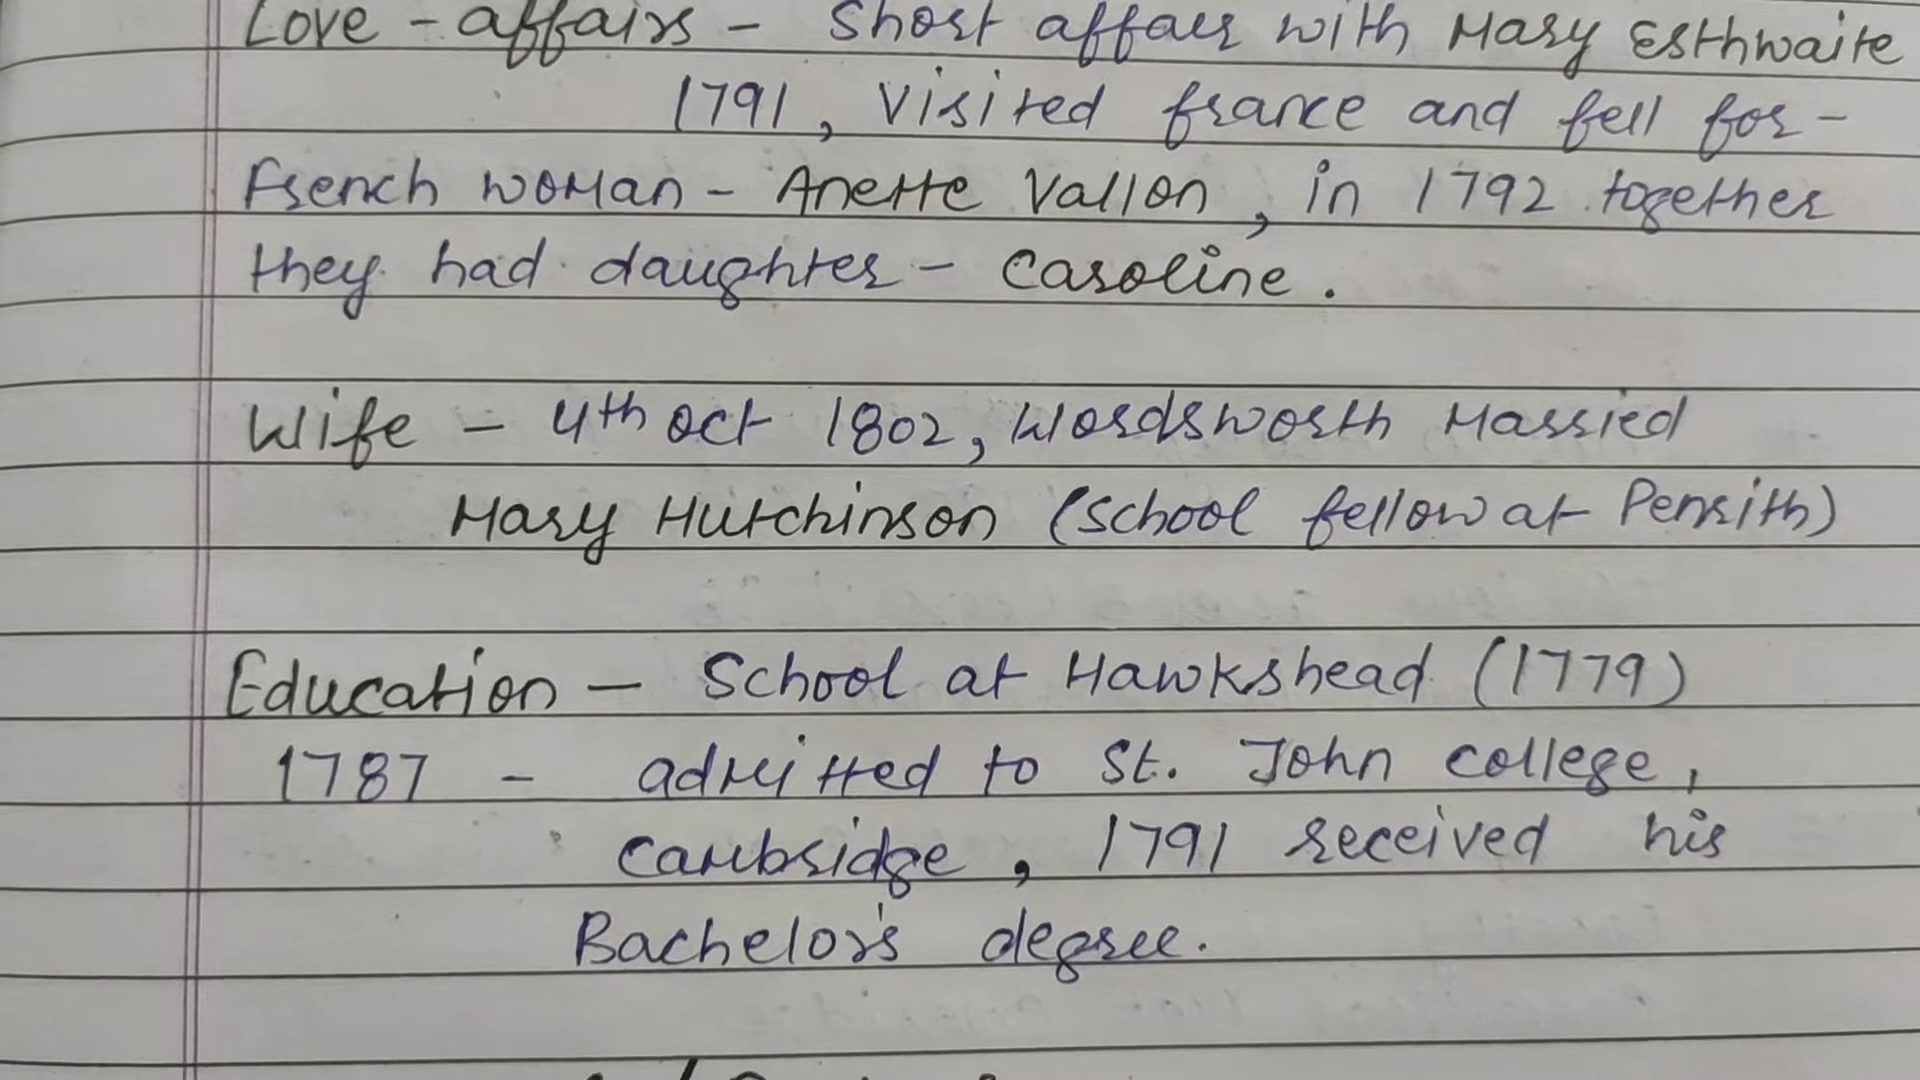 Love - affairs - Short affair with Mary Esthwaite
1791, Visited france and fell for -
French woman - Anette Vallon, in 1792 together
they had daughter - Caroline.
Wife - 4th oct 1802, Wordsworth Married
Mary Hutchinson (school fellow at Penrith)
Education - School at Hawkshead (1779)
1787 - admitted to St. John college,
Cambridge, 1791 received his
Bachelor's degree.